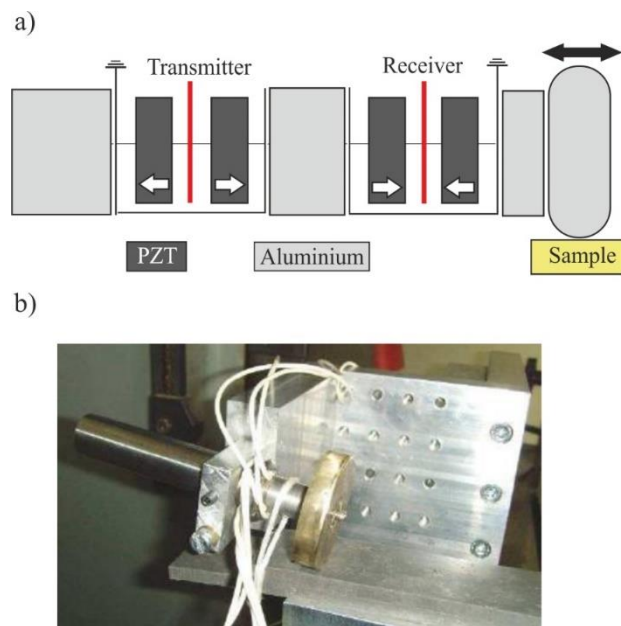 a)
Transmitter
Receiver
PZT
Aluminium
Sample
b)